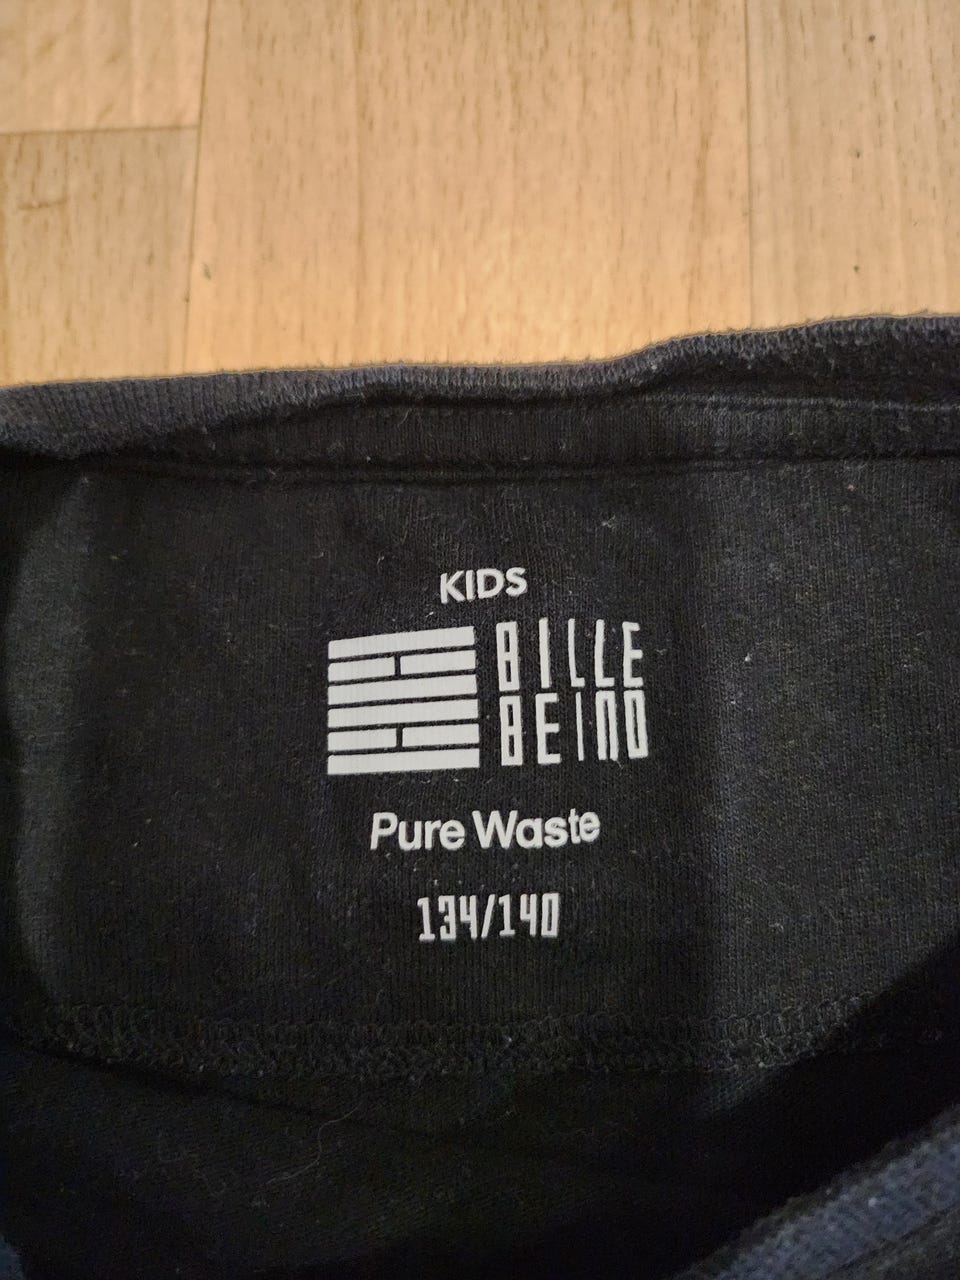 KIDS
BILLE
BEINO
Pure Waste
134/140